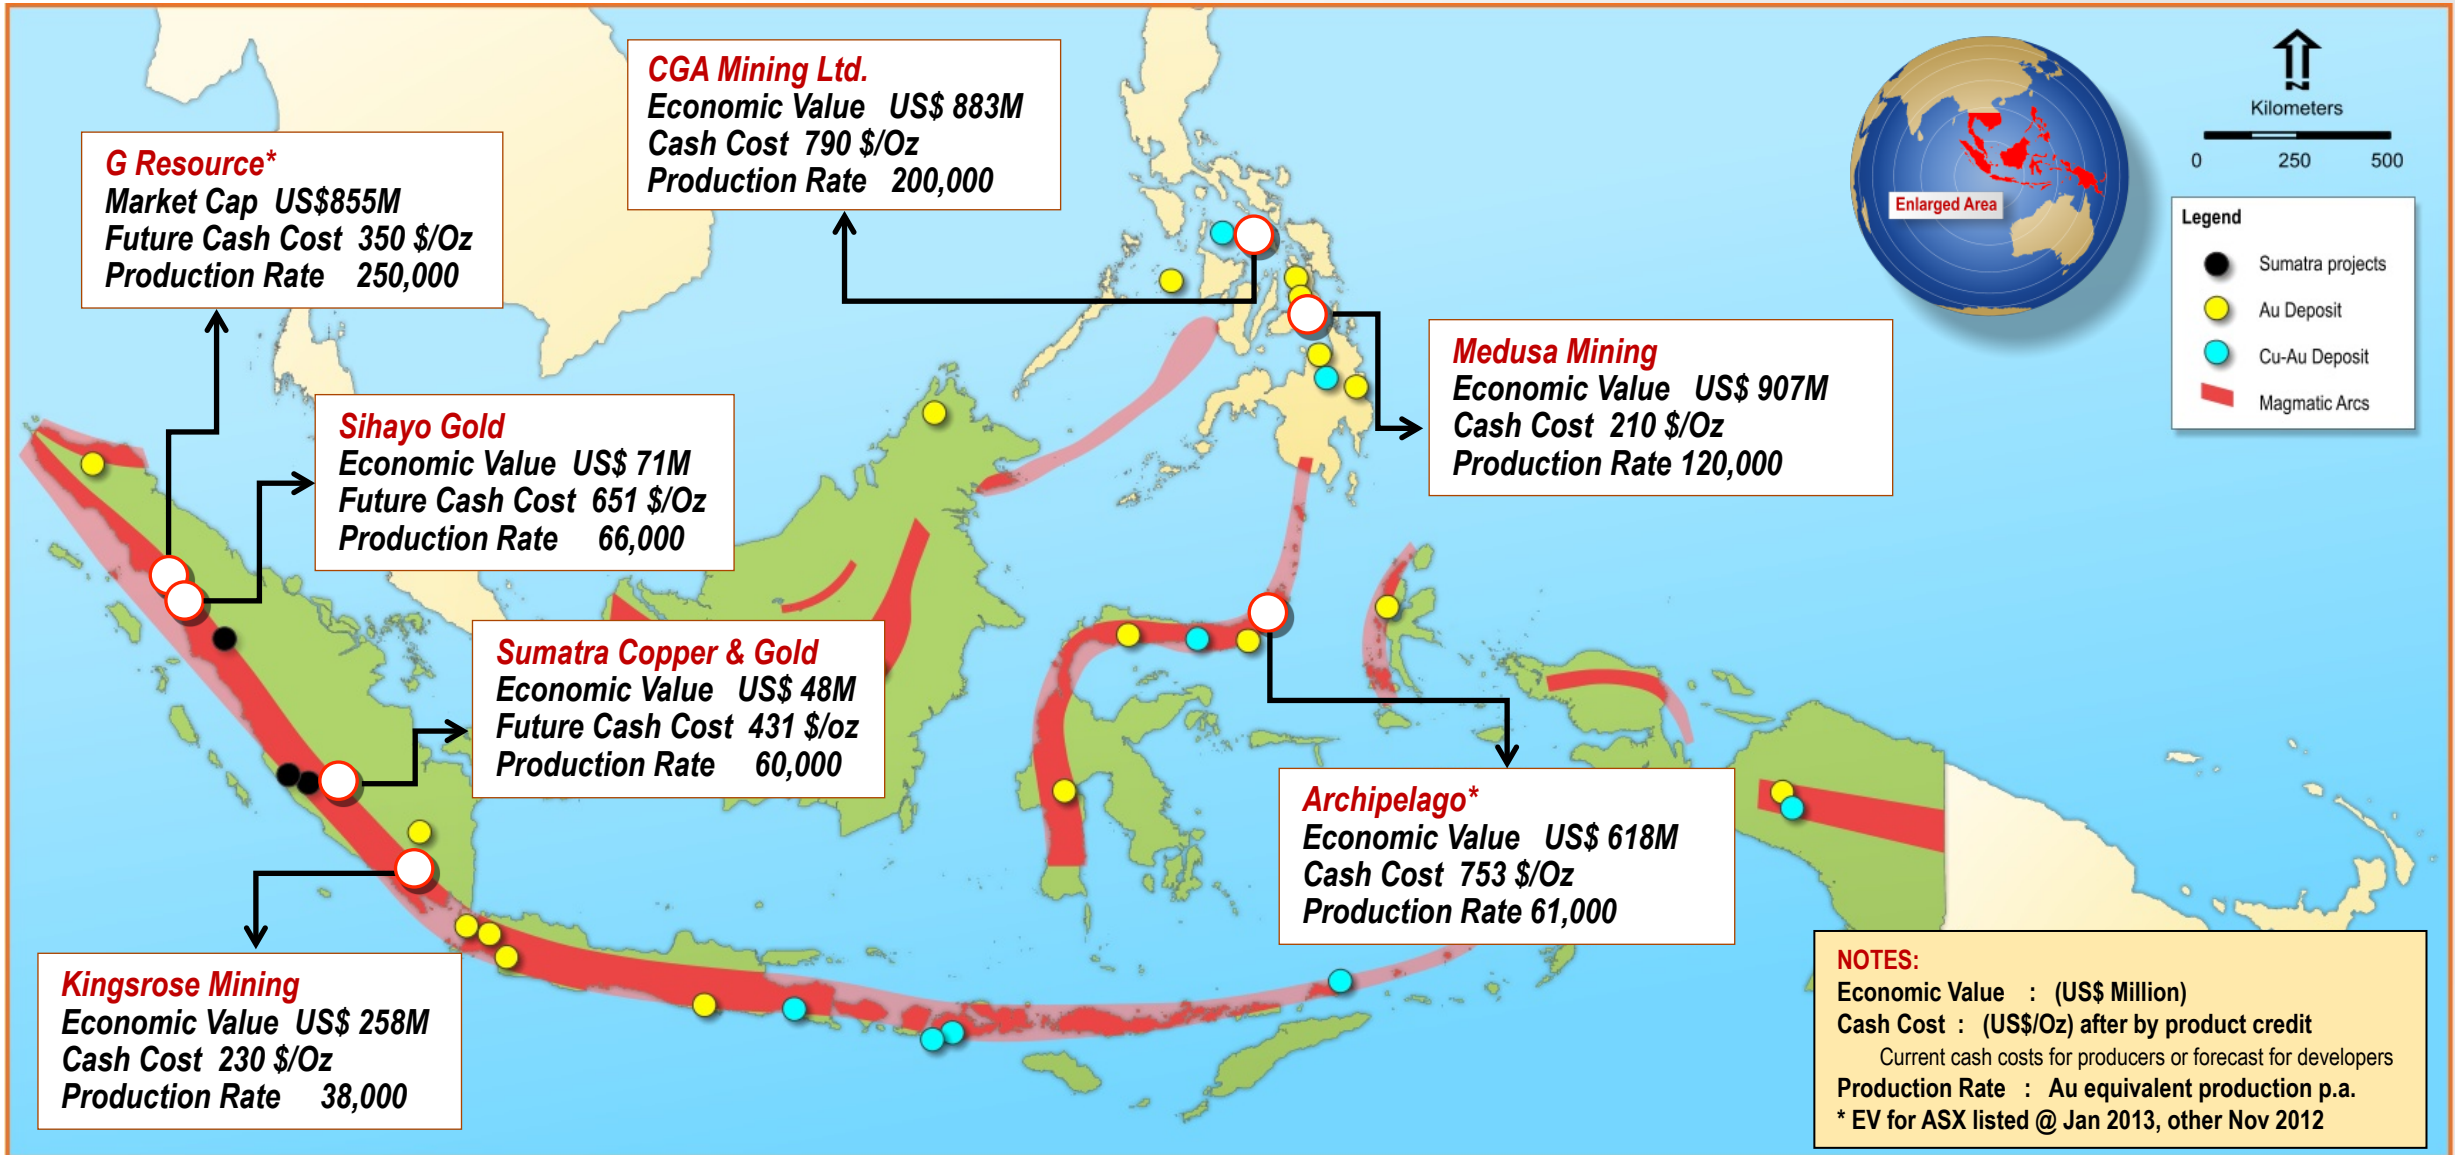 CGA Mining Ltd.
Economic Value US$ 883M
Cash Cost 790 $/Oz
Production Rate 200,000
G Resource*
Market Cap US$855M
Future Cash Cost 350 $/Oz
Production Rate 250,000
Sihayo Gold
Economic Value US$ 71M
Future Cash Cost 651 $/Oz
Production Rate 66,000
Medusa Mining
Economic Value US$ 907M
Cash Cost 210 $/Oz
Production Rate 120,000
Sumatra Copper & Gold
Economic Value US$ 48M
Future Cash Cost 431 $/oz
Production Rate 60,000
Archipelago*
Economic Value US$ 618M
Cash Cost 753 $/Oz
Production Rate 61,000
Kingsrose Mining
Economic Value US$ 258M
Cash Cost 230 $/Oz
Production Rate 38,000
Enlarged Area
N
Kilometers
0 250 500
Legend
Sumatra projects
Au Deposit
Cu-Au Deposit
Magmatic Arcs
NOTES:
Economic Value : (US$ Million)
Cash Cost : (US$/Oz) after by product credit
Current cash costs for producers or forecast for developers
Production Rate : Au equivalent production p.a.
* EV for ASX listed @ Jan 2013, other Nov 2012